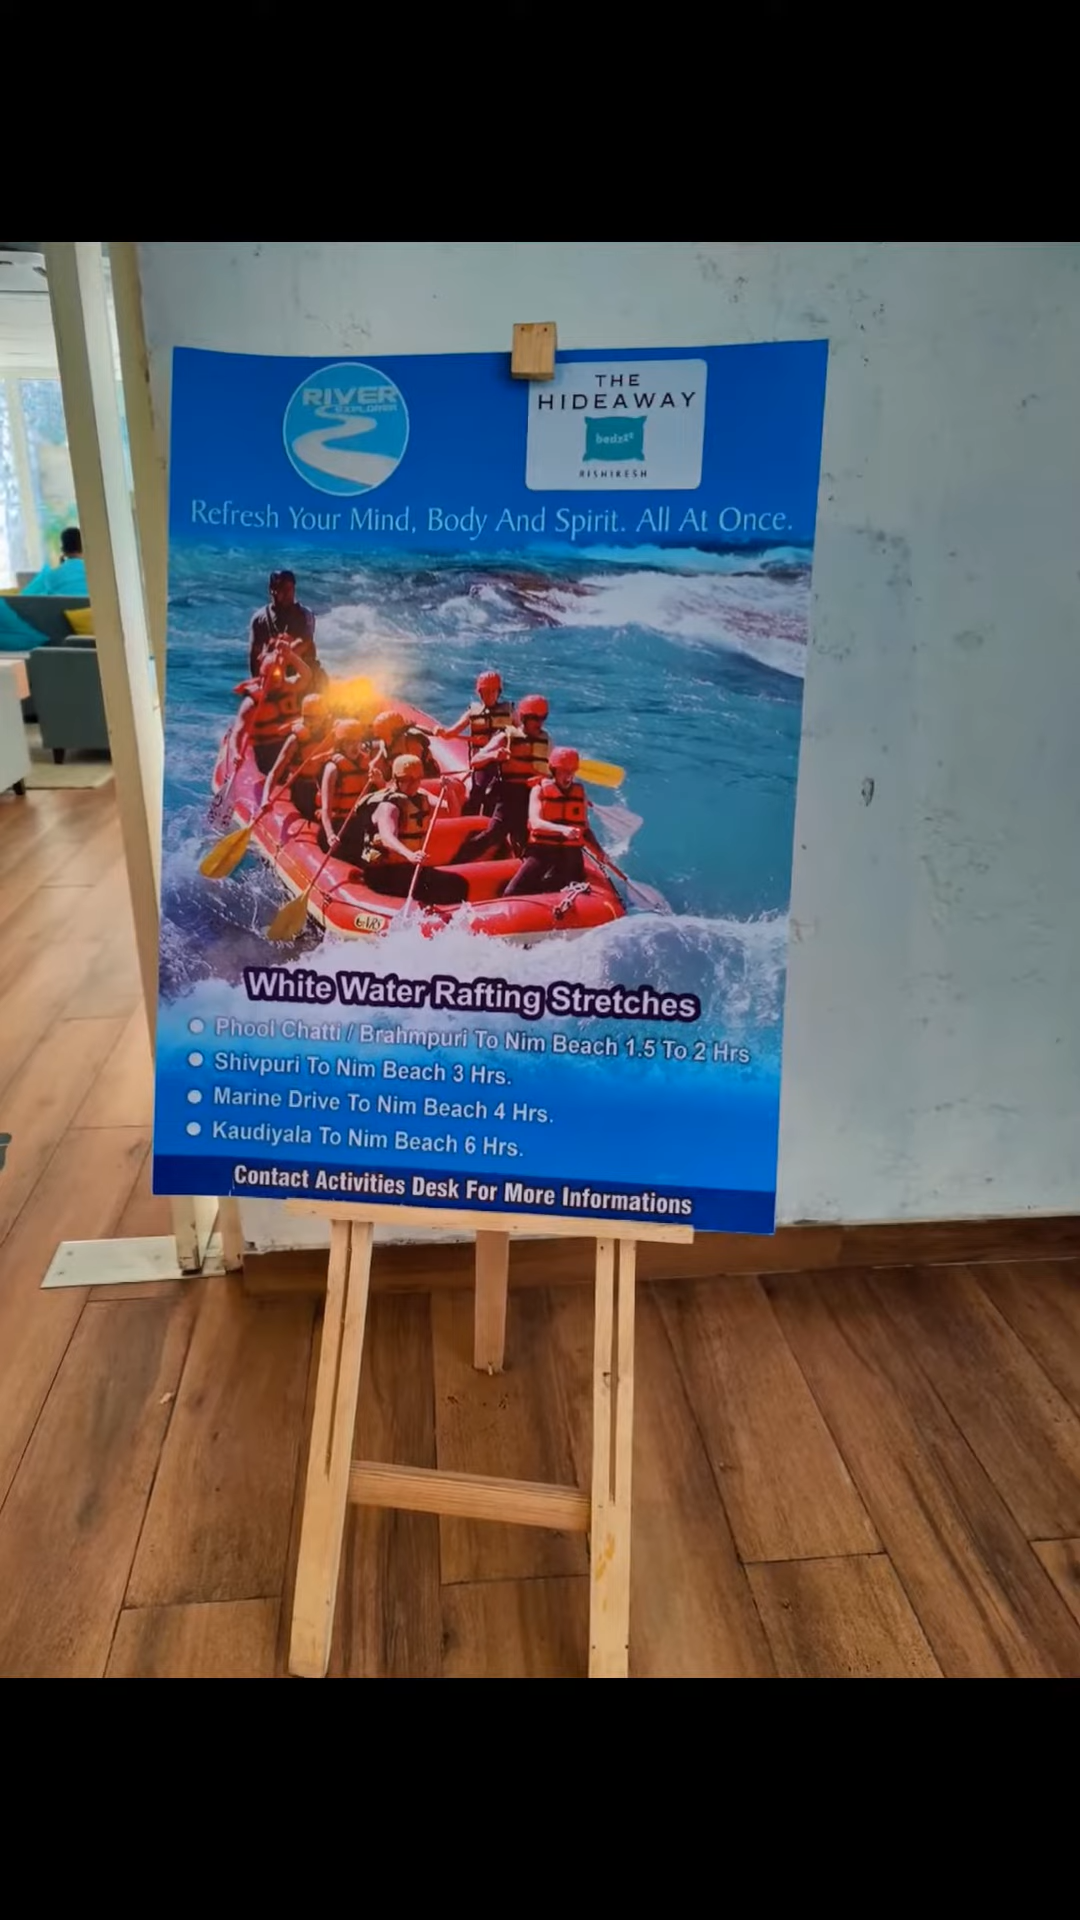 RIVER
EXPLORER
THE
HIDEAWAY
bedzzz
RISHIKESH
Refresh Your Mind, Body And Spirit. All At Once.
White Water Rafting Stretches
Phool Chatti / Brahmpuri To Nim Beach 1.5 To 2 Hrs
Shivpuri To Nim Beach 3 Hrs.
Marine Drive To Nim Beach 4 Hrs.
Kaudiyala To Nim Beach 6 Hrs.
Contact Activities Desk For More Informations